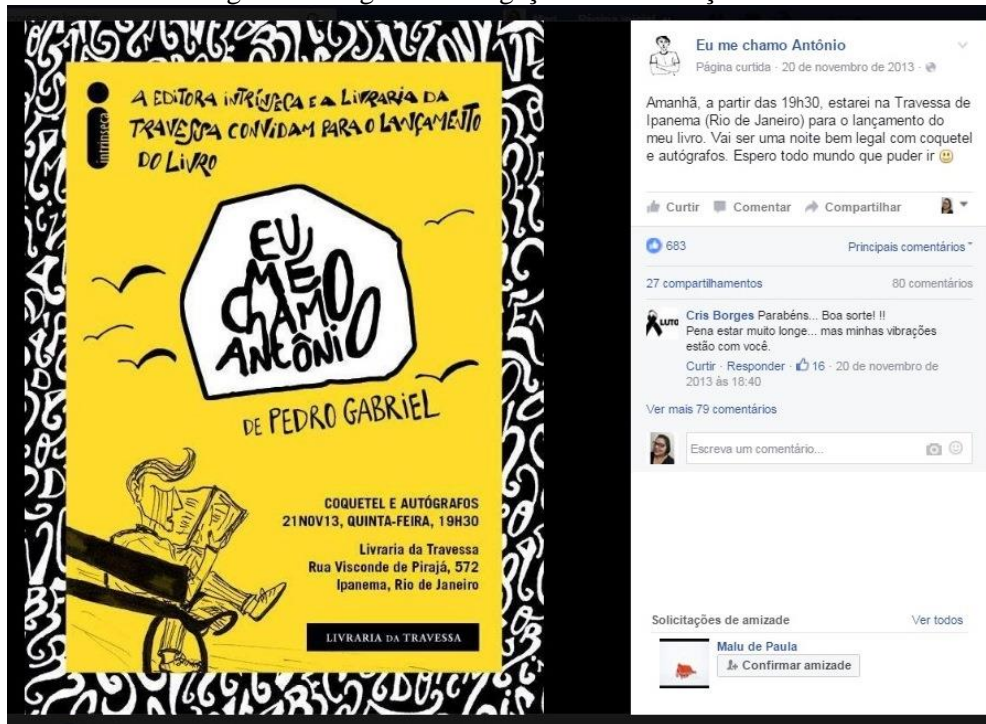 intrínseca
A EDITORA INTRÍNSECA E A LIVRARIA DA
TRAVESSA CONVIDAM PARA O LANÇAMENTO
DO LIVRO
EU
ME
CHAMO
ANTÔNIO
DE PEDRO GABRIEL
COQUETEL E AUTÓGRAFOS
21NOV13, QUINTA-FEIRA, 19H30
Livraria da Travessa
Rua Visconde de Pirajá, 572
Ipanema, Rio de Janeiro
LIVRARIA DA TRAVESSA
Eu me chamo Antônio
Página curtida · 20 de novembro de 2013 ·
Amanhã, a partir das 19h30, estarei na Travessa de
Ipanema (Rio de Janeiro) para o lançamento do
meu livro. Vai ser uma noite bem legal com coquetel
e autógrafos. Espero todo mundo que puder ir
Curtir Comentar Compartilhar
683 Principais comentários
27 compartilhamentos 80 comentários
LUTO
Cris Borges Parabéns... Boa sorte! !!
Pena estar muito longe... mas minhas vibrações
estão com você.
Curtir · Responder · 16 · 20 de novembro de
2013 às 18:40
Ver mais 79 comentários
Escreva um comentário...
Solicitações de amizade Ver todos
Malu de Paula
Confirmar amizade